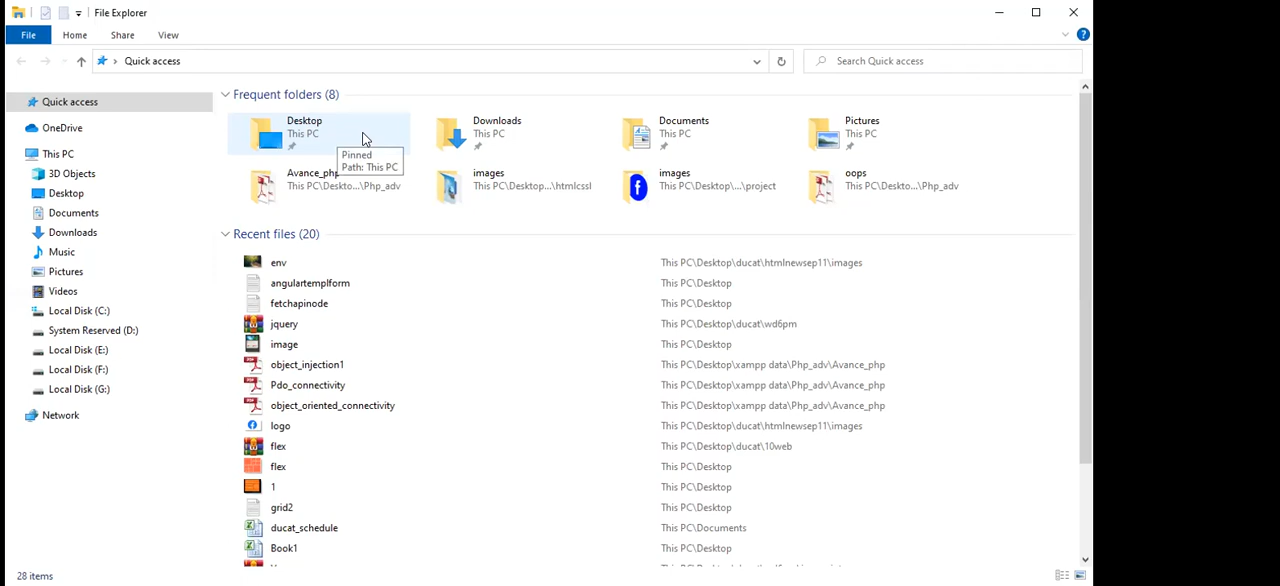 File Explorer
File Home Share View
Quick access
Search Quick access
Quick access
OneDrive
This PC
3D Objects
Desktop
Documents
Downloads
Music
Pictures
Videos
Local Disk (C:)
System Reserved (D:)
Local Disk (E:)
Local Disk (F:)
Local Disk (G:)
Network
Frequent folders (8)
Desktop
This PC
Downloads
This PC
Documents
This PC
Pictures
This PC
Pinned
Path: This PC
Avance_php
This PC\Deskto...\Php_adv
images
This PC\Desktop...\htmlcssl
images
This PC\Desktop\...\project
oops
This PC\Deskto...\Php_adv
Recent files (20)
env This PC\Desktop\ducat\htmlnewsep11\images
angulartemplform This PC\Desktop
fetchapinode This PC\Desktop
jquery This PC\Desktop\ducat\wd6pm
image This PC\Desktop
object_injection1 This PC\Desktop\xampp data\Php_adv\Avance_php
Pdo_connectivity This PC\Desktop\xampp data\Php_adv\Avance_php
object_oriented_connectivity This PC\Desktop\xampp data\Php_adv\Avance_php
logo This PC\Desktop\ducat\htmlnewsep11\images
flex This PC\Desktop\ducat\10web
flex This PC\Desktop
1 This PC\Desktop
grid2 This PC\Desktop
ducat_schedule This PC\Documents
Book1 This PC\Desktop
28 items